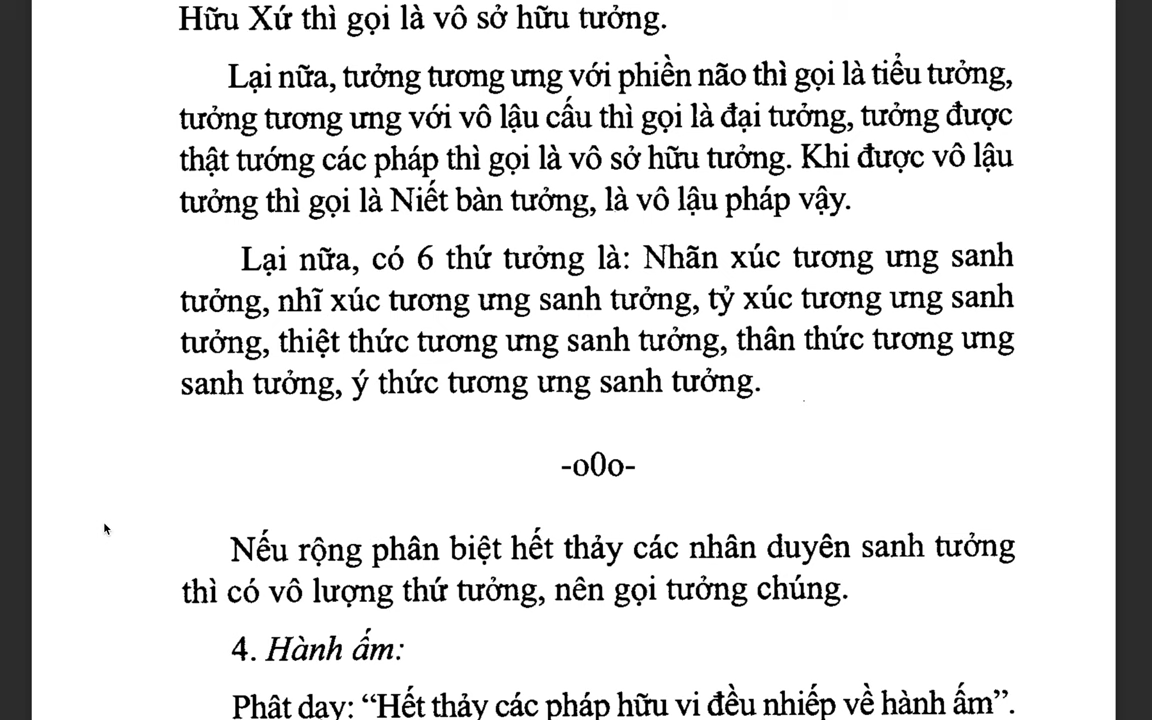 Hữu Xứ thì gọi là vô sở hữu tưởng.
Lại nữa, tưởng tương ưng với phiền não thì gọi là tiểu tưởng,
tưởng tương ưng với vô lậu cấu thì gọi là đại tưởng, tưởng được
thật tướng các pháp thì gọi là vô sở hữu tưởng. Khi được vô lậu
tưởng thì gọi là Niết bàn tưởng, là vô lậu pháp vậy.
Lại nữa, có 6 thứ tưởng là: Nhãn xúc tương ưng sanh
tưởng, nhĩ xúc tương ưng sanh tưởng, tỷ xúc tương ưng sanh
tưởng, thiệt thức tương ưng sanh tưởng, thân thức tương ưng
sanh tưởng, ý thức tương ưng sanh tưởng.
-o0o-
Nếu rộng phân biệt hết thảy các nhân duyên sanh tưởng
thì có vô lượng thứ tưởng, nên gọi tưởng chúng.
4. Hành ấm:
Phật dạy: “Hết thảy các pháp hữu vi đều nhiếp về hành ấm”.